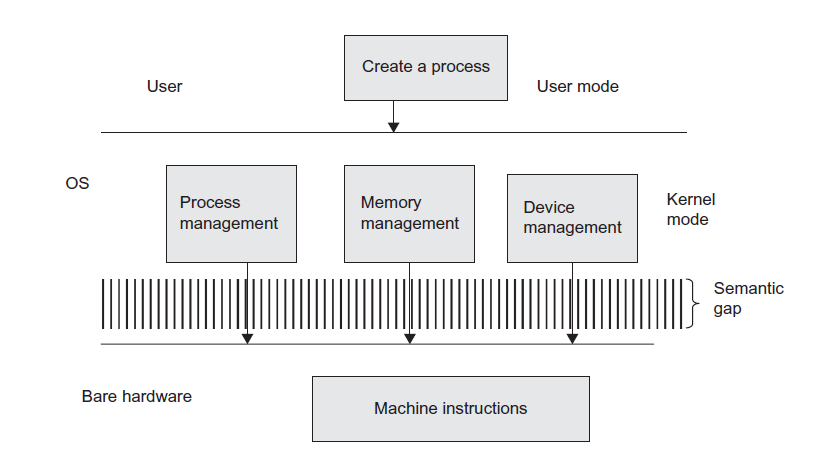 Create a process
User
User mode
OS
Process
management
Memory
management
Device
management
Kernel
mode
Semantic
gap
Bare hardware
Machine instructions